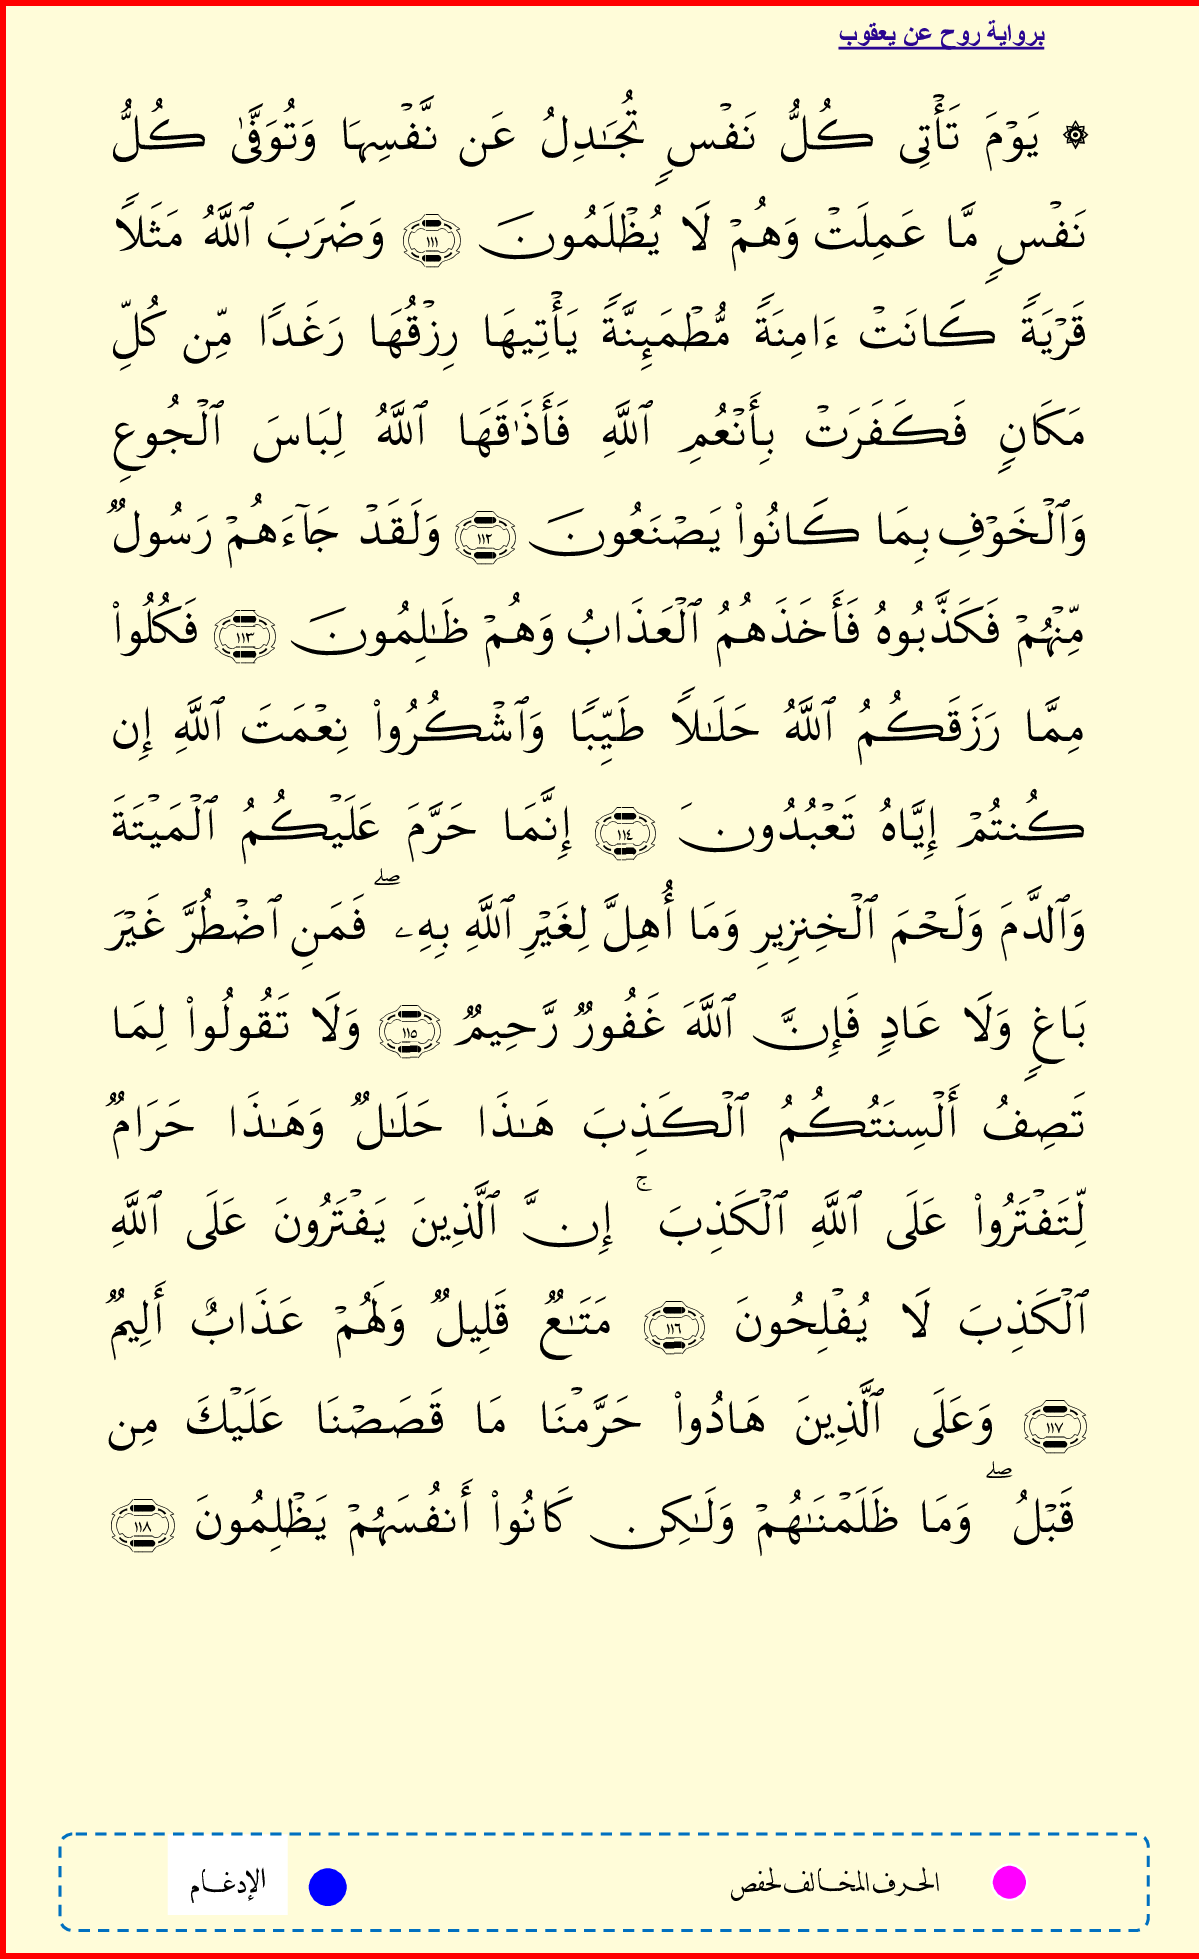 برواية روح عن يعقوب
۞ يَوۡمَ تَأۡتِي كُلُّ نَفۡسٖ تُجَٰدِلُ عَن نَّفۡسِهَا وَتُوَفَّىٰ كُلُّ
نَفۡسٖ مَّا عَمِلَتۡ وَهُمۡ لَا يُظۡلَمُونَ ١١١ وَضَرَبَ ٱللَّهُ مَثَلٗا
قَرۡيَةٗ كَانَتۡ ءَامِنَةٗ مُّطۡمَئِنَّةٗ يَأۡتِيهَا رِزۡقُهَا رَغَدٗا مِّن كُلِّ
مَكَانٖ فَكَفَرَتۡ بِأَنۡعُمِ ٱللَّهِ فَأَذَٰقَهَا ٱللَّهُ لِبَاسَ ٱلۡجُوعِ
وَٱلۡخَوۡفِ بِمَا كَانُواْ يَصۡنَعُونَ ١١٢ وَلَقَدۡ جَآءَهُمۡ رَسُولٞ
مِّنۡهُمۡ فَكَذَّبُوهُ فَأَخَذَهُمُ ٱلۡعَذَابُ وَهُمۡ ظَٰلِمُونَ ١١٣ فَكُلُواْ
مِمَّا رَزَقَكُمُ ٱللَّهُ حَلَٰلٗا طَيِّبٗا وَٱشۡكُرُواْ نِعۡمَتَ ٱللَّهِ إِن
كُنتُمۡ إِيَّاهُ تَعۡبُدُونَ ١١٤ إِنَّمَا حَرَّمَ عَلَيۡكُمُ ٱلۡمَيۡتَةَ
وَٱلدَّمَ وَلَحۡمَ ٱلۡخِنزِيرِ وَمَا أُهِلَّ لِغَيۡرِ ٱللَّهِ بِهِۦۖ فَمَنِ ٱضۡطُرَّ غَيۡرَ
بَاغٖ وَلَا عَادٖ فَإِنَّ ٱللَّهَ غَفُورٞ رَّحِيمٞ ١١٥ وَلَا تَقُولُواْ لِمَا
تَصِفُ أَلۡسِنَتُكُمُ ٱلۡكَذِبَ هَٰذَا حَلَٰلٞ وَهَٰذَا حَرَامٞ
لِّتَفۡتَرُواْ عَلَى ٱللَّهِ ٱلۡكَذِبَۚ إِنَّ ٱلَّذِينَ يَفۡتَرُونَ عَلَى ٱللَّهِ
ٱلۡكَذِبَ لَا يُفۡلِحُونَ ١١٦ مَتَٰعٞ قَلِيلٞ وَلَهُمۡ عَذَابٌ أَلِيمٞ
١١٧ وَعَلَى ٱلَّذِينَ هَادُواْ حَرَّمۡنَا مَا قَصَصۡنَا عَلَيۡكَ مِن
قَبۡلُۖ وَمَا ظَلَمۡنَٰهُمۡ وَلَٰكِن كَانُواْ أَنفُسَهُمۡ يَظۡلِمُونَ ١١٨
الحرف المخالف لحفص
الإدغام